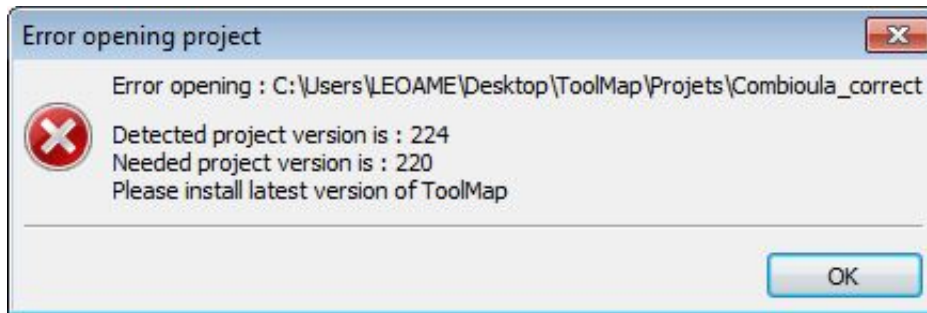 Error opening project
Error opening : C:\Users\LEOAME\Desktop\ToolMap\Projets\Combioula_correct
Detected project version is : 224
Needed project version is : 220
Please install latest version of ToolMap
OK